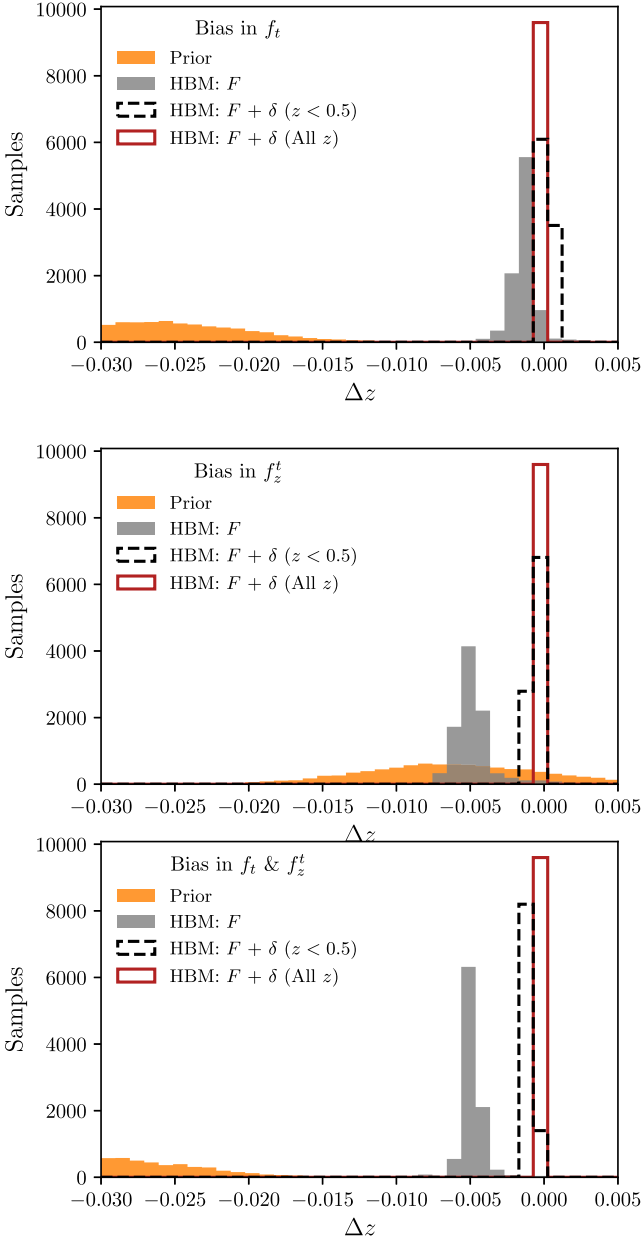 10000
8000
6000
4000
2000
0
Samples
Bias in $f_t$
Prior
HBM: $F$
HBM: $F + \delta$ ($z < 0.5$)
HBM: $F + \delta$ (All $z$)
−0.030 −0.025 −0.020 −0.015 −0.010 −0.005 0.000 0.005
$\Delta z$
10000
8000
6000
4000
2000
0
Samples
Bias in $f_z^t$
Prior
HBM: $F$
HBM: $F + \delta$ ($z < 0.5$)
HBM: $F + \delta$ (All $z$)
−0.030 −0.025 −0.020 −0.015 −0.010 −0.005 0.000 0.005
$\Delta z$
10000
8000
6000
4000
2000
0
Samples
Bias in $f_t$ & $f_z^t$
Prior
HBM: $F$
HBM: $F + \delta$ ($z < 0.5$)
HBM: $F + \delta$ (All $z$)
−0.030 −0.025 −0.020 −0.015 −0.010 −0.005 0.000 0.005
$\Delta z$